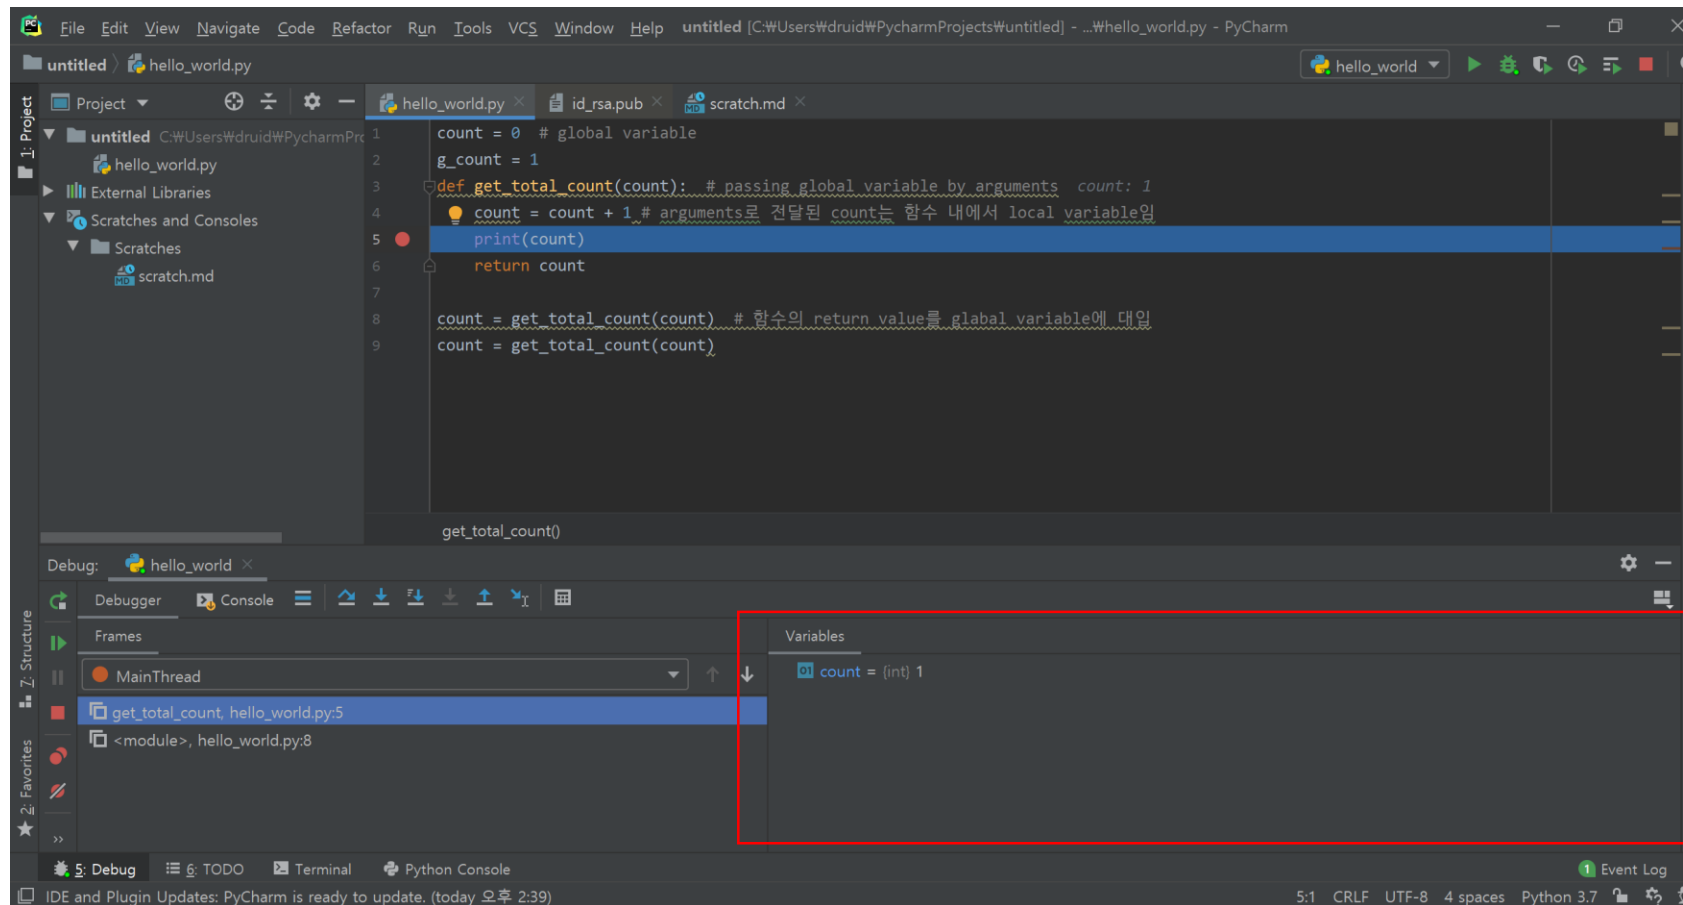 File Edit View Navigate Code Refactor Run Tools VCS Window Help untitled [C:₩Users₩druid₩PycharmProjects₩untitled] - ...₩hello_world.py - PyCharm
untitled hello_world.py hello_world
1: Project
Project hello_world.py id_rsa.pub scratch.md
untitled C:₩Users₩druid₩PycharmPro
hello_world.py
External Libraries
Scratches and Consoles
Scratches
scratch.md
1 count = 0 # global variable
2 g_count = 1
3 def get_total_count(count): # passing global variable by arguments count: 1
4 count = count + 1 # arguments로 전달된 count는 함수 내에서 local variable임
5 print(count)
6 return count
7
8 count = get_total_count(count) # 함수의 return value를 glabal variable에 대입
9 count = get_total_count(count)
get_total_count()
Debug: hello_world
Debugger Console
Frames Variables
MainThread
count = {int} 1
get_total_count, hello_world.py:5
<module>, hello_world.py:8
7: Structure
2: Favorites
5: Debug 6: TODO Terminal Python Console 1 Event Log
IDE and Plugin Updates: PyCharm is ready to update. (today 오후 2:39) 5:1 CRLF UTF-8 4 spaces Python 3.7